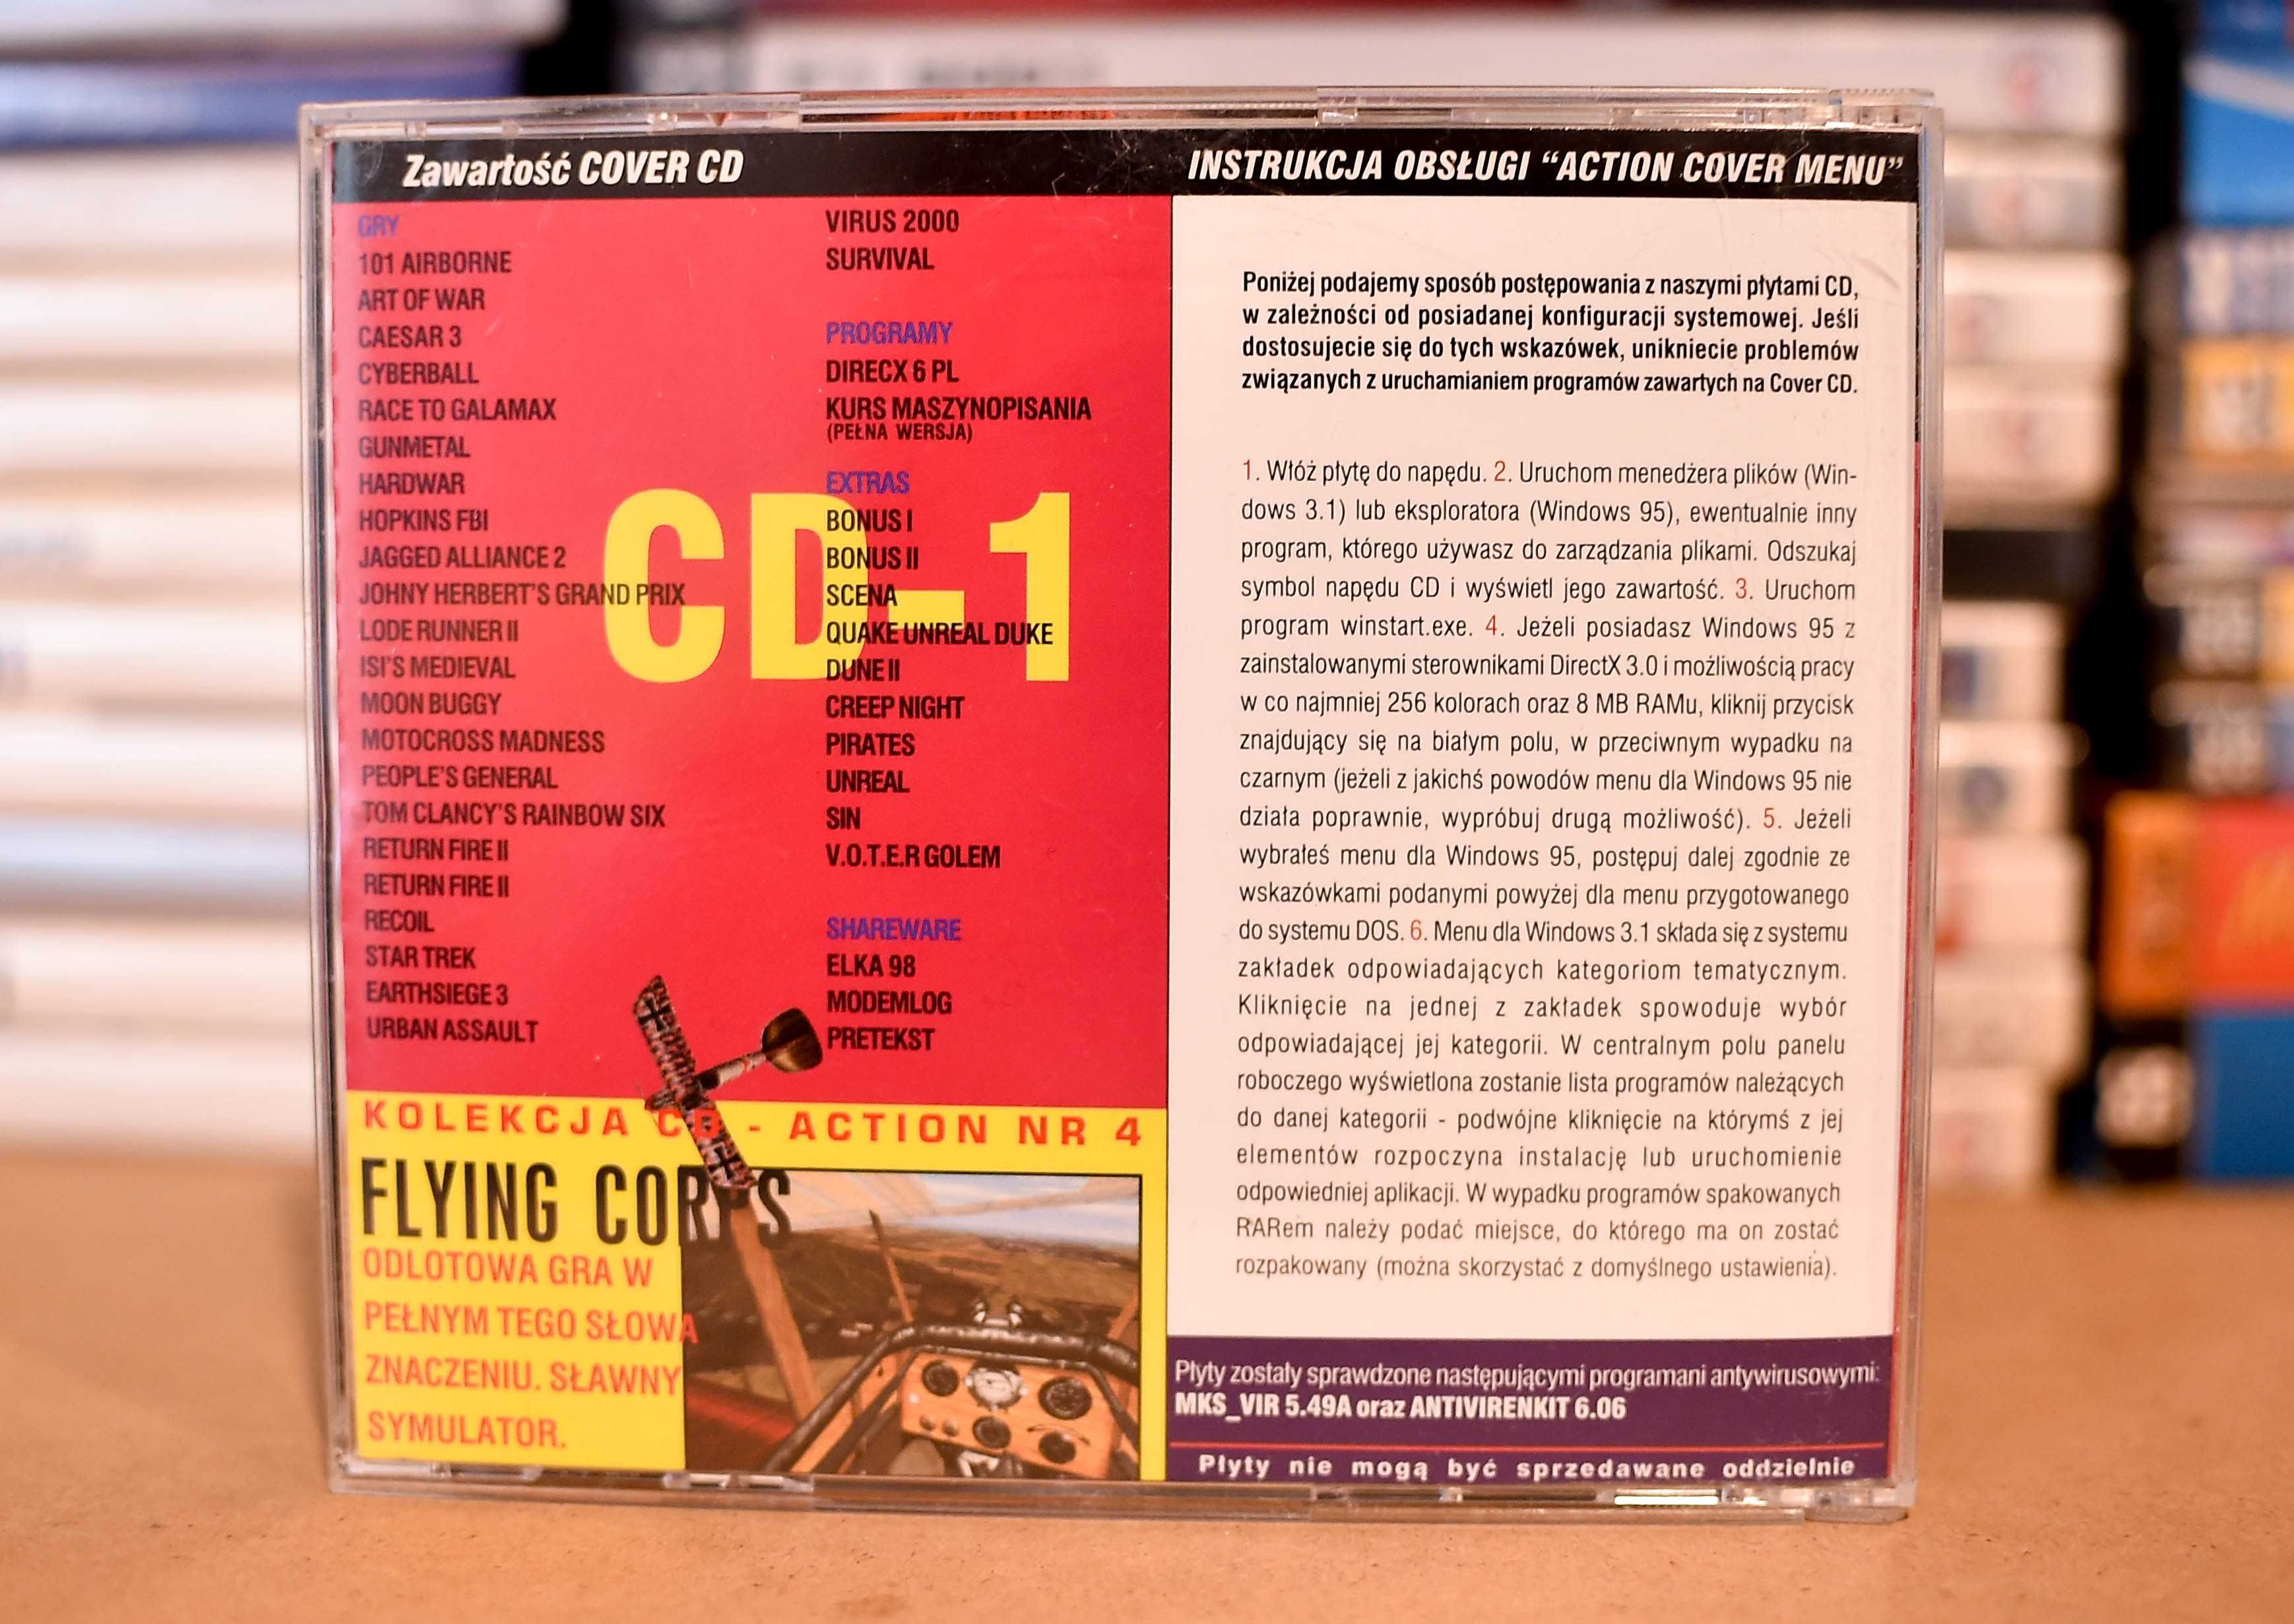 Zawartość COVER CD
GRY
101 AIRBORNE
ART OF WAR
CAESAR 3
CYBERBALL
RACE TO GALAMAX
GUNMETAL
HARDWAR
HOPKINS FBI
JAGGED ALLIANCE 2
JOHNY HERBERT'S GRAND PRIX
LODE RUNNER II
ISI'S MEDIEVAL
MOON BUGGY
MOTOCROSS MADNESS
PEOPLE'S GENERAL
TOM CLANCY'S RAINBOW SIX
RETURN FIRE II
RETURN FIRE II
RECOIL
STAR TREK
EARTHSIEGE 3
URBAN ASSAULT
VIRUS 2000
SURVIVAL
PROGRAMY
DIRECX 6 PL
KURS MASZYNOPISANIA
(PEŁNA WERSJA)
EXTRAS
BONUS I
BONUS II
SCENA
QUAKE UNREAL DUKE
DUNE II
CREEP NIGHT
PIRATES
UNREAL
SIN
V.O.T.E.R GOLEM
SHAREWARE
ELKA 98
MODEMLOG
PRETEKST
CD-1
KOLEKCJA CD - ACTION NR 4
FLYING CORPS
ODLOTOWA GRA W
PEŁNYM TEGO SŁOWA
ZNACZENIU. SŁAWNY
SYMULATOR.
INSTRUKCJA OBSŁUGI “ACTION COVER MENU”
Poniżej podajemy sposób postępowania z naszymi płytami CD,
w zależności od posiadanej konfiguracji systemowej. Jeśli
dostosujecie się do tych wskazówek, unikniecie problemów
związanych z uruchamianiem programów zawartych na Cover CD.
1. Włóż płytę do napędu. 2. Uruchom menedżera plików (Win-
dows 3.1) lub eksploratora (Windows 95), ewentualnie inny
program, którego używasz do zarządzania plikami. Odszukaj
symbol napędu CD i wyświetl jego zawartość. 3. Uruchom
program winstart.exe. 4. Jeżeli posiadasz Windows 95 z
zainstalowanymi sterownikami DirectX 3.0 i możliwością pracy
w co najmniej 256 kolorach oraz 8 MB RAMu, kliknij przycisk
znajdujący się na białym polu, w przeciwnym wypadku na
czarnym (jeżeli z jakichś powodów menu dla Windows 95 nie
działa poprawnie, wypróbuj drugą możliwość). 5. Jeżeli
wybrałeś menu dla Windows 95, postępuj dalej zgodnie ze
wskazówkami podanymi powyżej dla menu przygotowanego
do systemu DOS. 6. Menu dla Windows 3.1 składa się z systemu
zakładek odpowiadających kategoriom tematycznym.
Kliknięcie na jednej z zakładek spowoduje wybór
odpowiadającej jej kategorii. W centralnym polu panelu
roboczego wyświetlona zostanie lista programów należących
do danej kategorii - podwójne kliknięcie na którymś z jej
elementów rozpoczyna instalację lub uruchomienie
odpowiedniej aplikacji. W wypadku programów spakowanych
RARem należy podać miejsce, do którego ma on zostać
rozpakowany (można skorzystać z domyślnego ustawienia).
Płyty zostały sprawdzone następującymi programani antywirusowymi:
MKS_VIR 5.49A oraz ANTIVIRENKIT 6.06
Płyty nie mogą być sprzedawane oddzielnie